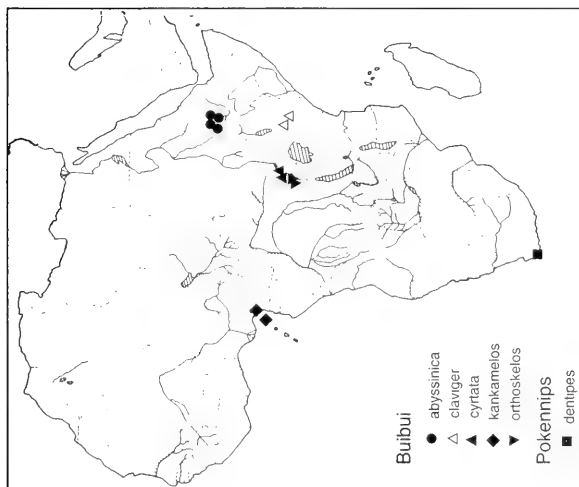 Buibui
abyssinica
claviger
cyrtata
kankamelos
orthoskelos
Pokennips
dentipes